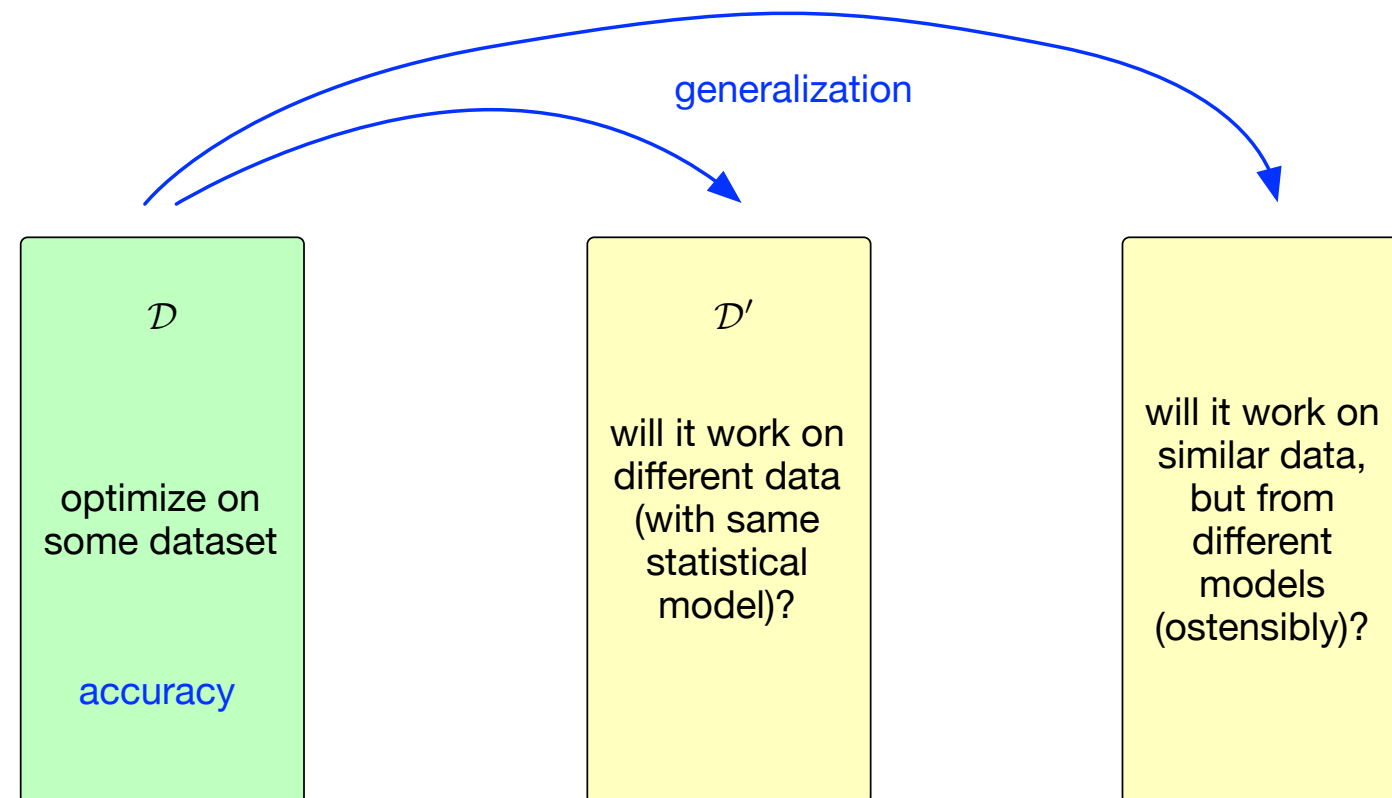 generalization
𝒟
optimize on
some dataset
accuracy
𝒟′
will it work on
different data
(with same
statistical
model)?
will it work on
similar data,
but from
different
models
(ostensibly)?